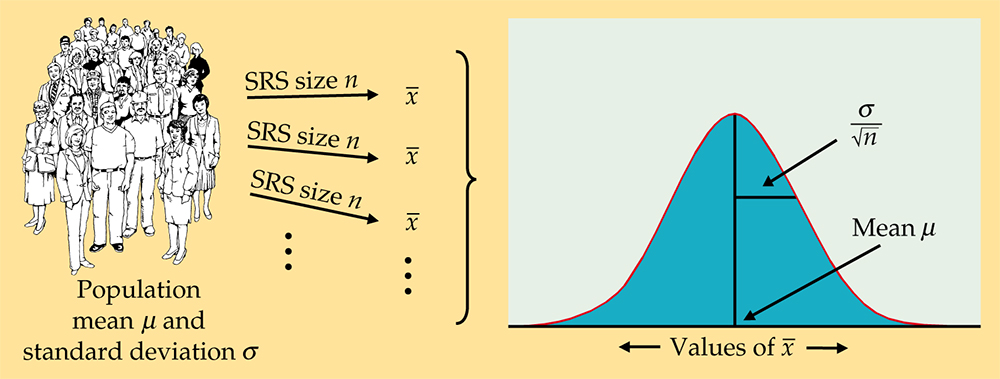 SRS size n
x̅
SRS size n
x̅
SRS size n
x̅
Population
mean μ and
standard deviation σ
σ
√n
Mean μ
Values of x̅